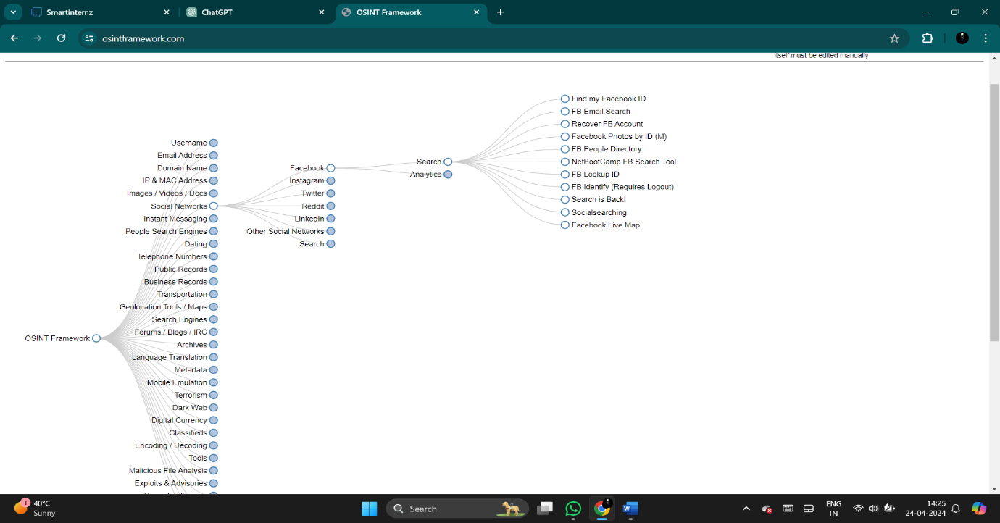 Smartinternz
ChatGPT
OSINT Framework
osintframework.com
itself must be edited manually
Find my Facebook ID
FB Email Search
Recover FB Account
Facebook Photos by ID (M)
FB People Directory
NetBootCamp FB Search Tool
FB Lookup ID
FB Identify (Requires Logout)
Search is Back!
Socialsearching
Facebook Live Map
Search
Analytics
Facebook
Instagram
Twitter
Reddit
LinkedIn
Other Social Networks
Search
Username
Email Address
Domain Name
IP & MAC Address
Images / Videos / Docs
Social Networks
Instant Messaging
People Search Engines
Dating
Telephone Numbers
Public Records
Business Records
Transportation
Geolocation Tools / Maps
Search Engines
Forums / Blogs / IRC
Archives
Language Translation
Metadata
Mobile Emulation
Terrorism
Dark Web
Digital Currency
Classifieds
Encoding / Decoding
Tools
Malicious File Analysis
Exploits & Advisories
OSINT Framework
1
40°C
Sunny
Search
W
ENG
IN
14:25
24-04-2024